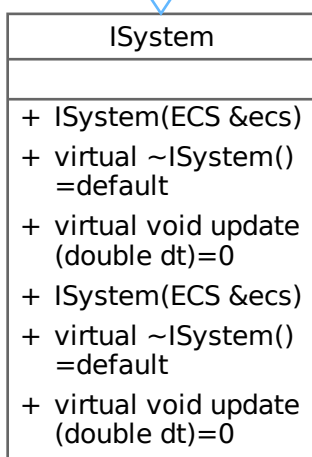 ISystem
+ ISystem(ECS &ecs)
+ virtual ~ISystem()
=default
+ virtual void update
(double dt)=0
+ ISystem(ECS &ecs)
+ virtual ~ISystem()
=default
+ virtual void update
(double dt)=0